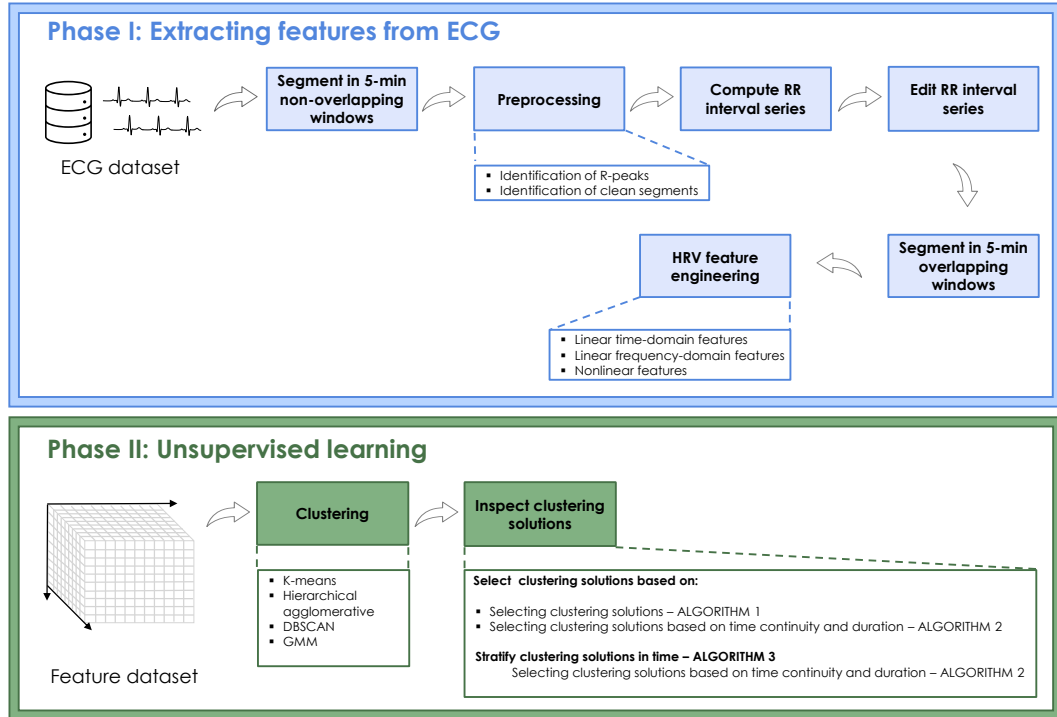 Phase I: Extracting features from ECG
ECG dataset
Segment in 5-min
non-overlapping
windows
Preprocessing
▪ Identification of R-peaks
▪ Identification of clean segments
Compute RR
interval series
Edit RR interval
series
Segment in 5-min
overlapping
windows
HRV feature
engineering
▪ Linear time-domain features
▪ Linear frequency-domain features
▪ Nonlinear features
Phase II: Unsupervised learning
Feature dataset
Clustering
▪ K-means
▪ Hierarchical
agglomerative
▪ DBSCAN
▪ GMM
Inspect clustering
solutions
Select clustering solutions based on:
▪ Selecting clustering solutions – ALGORITHM 1
▪ Selecting clustering solutions based on time continuity and duration – ALGORITHM 2
Stratify clustering solutions in time – ALGORITHM 3
Selecting clustering solutions based on time continuity and duration – ALGORITHM 2